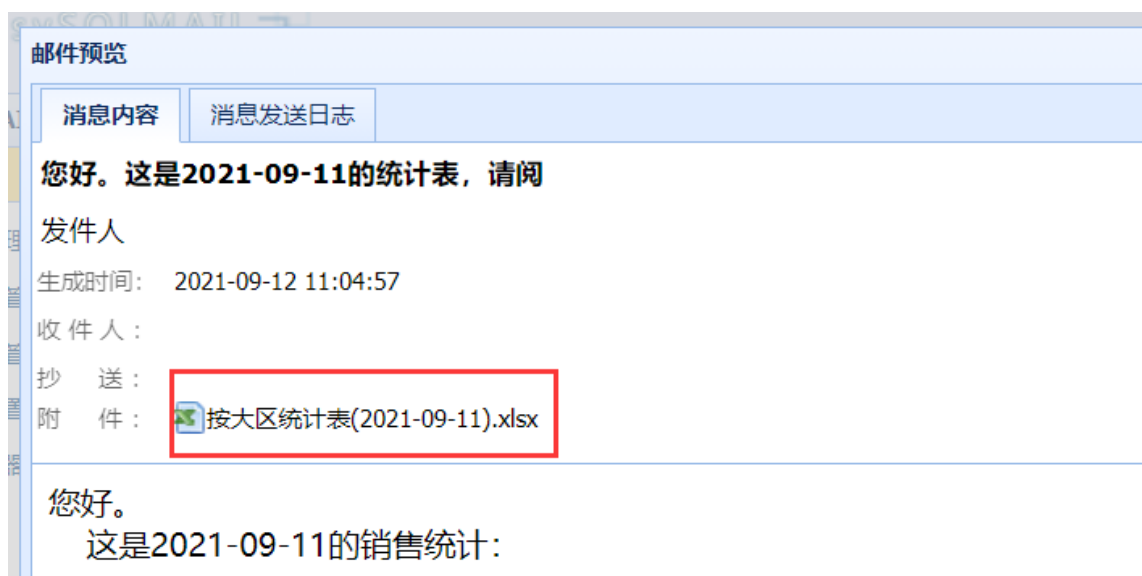 邮件预览
消息内容 消息发送日志
您好。这是2021-09-11的统计表，请阅
发件人
生成时间： 2021-09-12 11:04:57
收 件 人 ：
抄 送 ：
附 件 ： 按大区统计表(2021-09-11).xlsx
您好。
这是2021-09-11的销售统计：